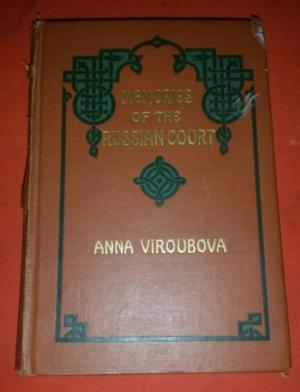 MEMORIES
OF THE
RUSSIAN COURT
ANNA VIROUBOVA